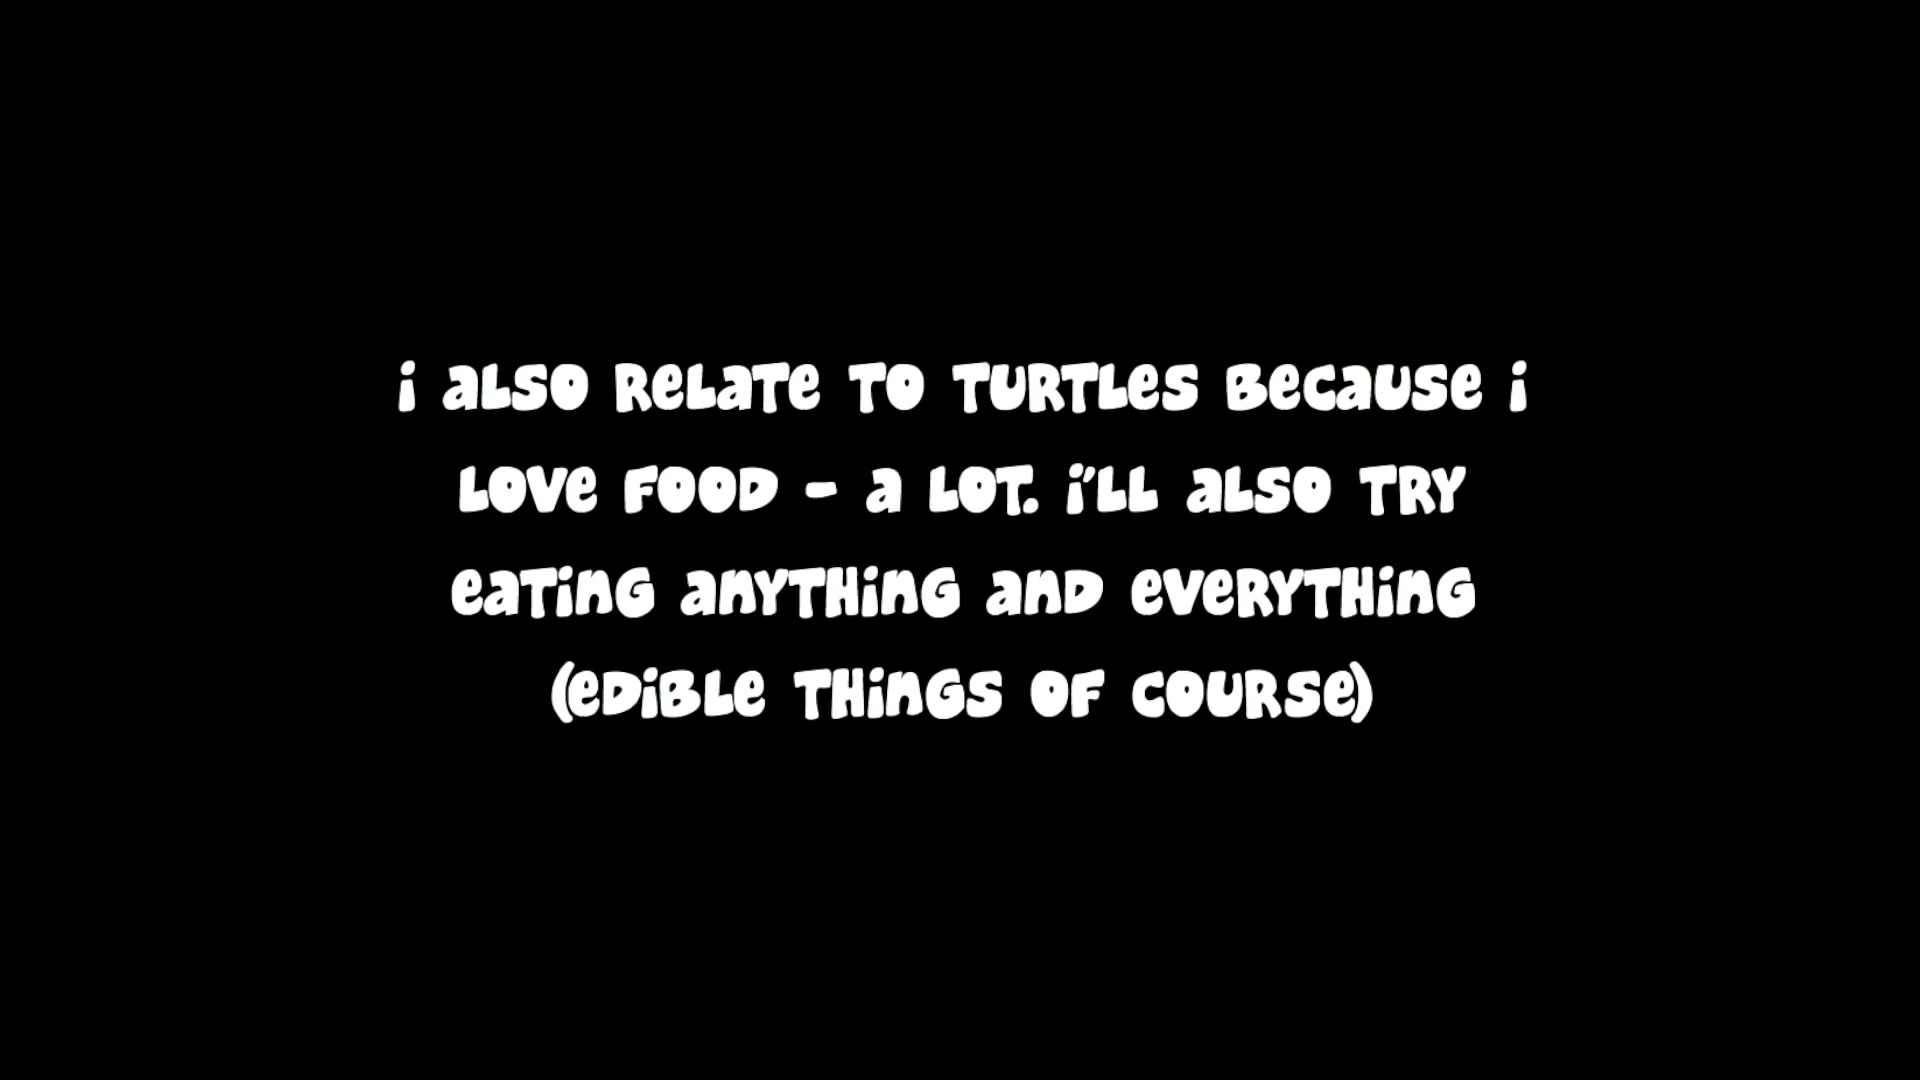 i also relate to turtles because i
love food - a lot. i'll also try
eating anything and everything
(edible things of course)